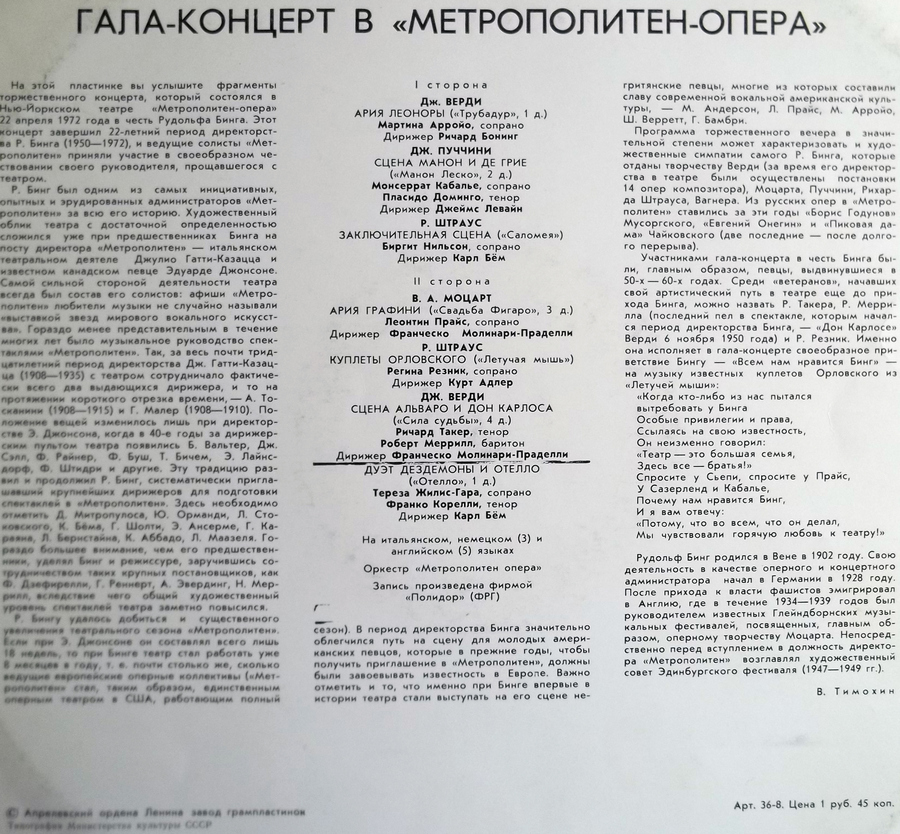 ГАЛА-КОНЦЕРТ В «МЕТРОПОЛИТЕН-ОПЕРА»
На этой пластинке вы услышите фрагменты
торжественного концерта, который состоялся в
Нью-Йоркском театре «Метрополитен-опера»
22 апреля 1972 года в честь Рудольфа Бинга. Этот
концерт завершил 22-летний период директорст-
ва Р. Бинга (1950—1972), и ведущие солисты «Мет-
рополитен» приняли участие в своеобразном че-
ствовании своего руководителя, прощавшегося с
театром.
Р. Бинг был одним из самых инициативных,
опытных и эрудированных администраторов «Мет-
рополитен» за всю его историю. Художественный
облик театра с достаточной определенностью
сложился уже при предшественниках Бинга на
посту директора «Метрополитен» — итальянском
театральном деятеле Джулио Гатти-Казацца и
известном канадском певце Эдуарде Джонсоне.
Самой сильной стороной деятельности театра
всегда был состав его солистов: афиши «Метро-
политен» любители музыки не случайно называли
«выставкой звезд мирового вокального искусст-
ва». Гораздо менее представительным в течение
многих лет было музыкальное руководство спек-
таклями «Метрополитен». Так, за весь почти трид-
цатилетний период директорства Дж. Гатти-Казац-
ца (1908—1935) с театром сотрудничало фактиче-
ски всего два выдающихся дирижера, и то на
протяжении короткого отрезка времени, — А. То-
сканини (1908—1915) и Г. Малер (1908—1910). По-
ложение вещей изменилось лишь при директор-
стве Э. Джонсона, когда в 40-е годы за дирижер-
ским пультом театра появились Б. Вальтер, Дж.
Сэлл, Ф. Райнер, Ф. Буш, Т. Бичем, Э. Лайнс-
дорф, Ф. Штидри и другие. Эту традицию раз-
вил и продолжил Р. Бинг, систематически пригла-
шавший крупнейших дирижеров для подготовки
спектаклей в «Метрополитен». Здесь необходимо
отметить Д. Митропулоса, Ю. Орманди, Л. Сто-
ковского, К. Бёма, Г. Шолти, Э. Ансерме, Г. Ка-
раяна, Л. Бернстайна, К. Аббадо, Л. Маазеля. Го-
раздо большее внимание, чем его предшествен-
ники, уделял Бинг и режиссуре, заручившись со-
трудничеством таких крупных постановщиков, как
Ф. Дзефирелли, Г. Реннерт, А. Эвердинг, Н. Мер-
рилл, вследствие чего общий художественный
уровень спектаклей театра заметно повысился.
Р. Бингу удалось добиться и существенного
увеличения театрального сезона «Метрополитен».
Если при Э. Джонсоне он составлял всего лишь
18 недель, то при Бинге театр стал работать уже
8 месяцев в году, т. е. почти столько же, сколько
ведущие европейские оперные коллективы («Мет-
рополитен» стал, таким образом, единственным
оперным театром в США, работающим полный
I сторона
Дж. ВЕРДИ
АРИЯ ЛЕОНОРЫ («Трубадур», 1 д.)
Мартина Арройо, сопрано
Дирижер Ричард Бонинг
ДЖ. ПУЧЧИНИ
СЦЕНА МАНОН И ДЕ ГРИЕ
(«Манон Леско», 2 д.)
Монсеррат Кабалье, сопрано
Пласидо Доминго, тенор
Дирижер Джеймс Левайн
Р. ШТРАУС
ЗАКЛЮЧИТЕЛЬНАЯ СЦЕНА («Саломея»)
Биргит Нильсон, сопрано
Дирижер Карл Бём
II сторона
В. А. МОЦАРТ
АРИЯ ГРАФИНИ («Свадьба Фигаро», 3 д.)
Леонтин Прайс, сопрано
Дирижер Франческо Молинари-Праделли
Р. ШТРАУС
КУПЛЕТЫ ОРЛОВСКОГО («Летучая мышь»)
Регина Резник, сопрано
Дирижер Курт Адлер
ДЖ. ВЕРДИ
СЦЕНА АЛЬВАРО И ДОН КАРЛОСА
(«Сила судьбы», 4 д.)
Ричард Такер, тенор
Роберт Меррилл, баритон
Дирижер Франческо Молинари-Праделли
ДУЭТ ДЕЗДЕМОНЫ И ОТЕЛЛО
(«Отелло», 1 д.)
Тереза Жилис-Гара, сопрано
Франко Корелли, тенор
Дирижер Карл Бём
На итальянском, немецком (3) и
английском (5) языках
Оркестр «Метрополитен опера»
Запись произведена фирмой
«Полидор» (ФРГ)
сезон). В период директорства Бинга значительно
облегчился путь на сцену для молодых амери-
канских певцов, которые в прежние годы, чтобы
получить приглашение в «Метрополитен», должны
были завоевывать известность в Европе. Важно
отметить и то, что именно при Бинге впервые в
истории театра стали выступать на его сцене не-
гритянские певцы, многие из которых составили
славу современной вокальной американской куль-
туры, — М. Андерсон, Л. Прайс, М. Арройо,
Ш. Верретт, Г. Бамбри.
Программа торжественного вечера в значи-
тельной степени может характеризовать и худо-
жественные симпатии самого Р. Бинга, которые
отданы творчеству Верди (за время его директор-
ства в театре были осуществлены постановки
14 опер композитора), Моцарта, Пуччини, Рихар-
да Штрауса, Вагнера. Из русских опер в «Метро-
политен» ставились за эти годы «Борис Годунов»
Мусоргского, «Евгений Онегин» и «Пиковая да-
ма» Чайковского (две последние — после долго-
го перерыва).
Участниками гала-концерта в честь Бинга бы-
ли, главным образом, певцы, выдвинувшиеся в
50-х — 60-х годах. Среди «ветеранов», начавших
свой артистический путь в театре еще до при-
хода Бинга, можно назвать Р. Такера, Р. Мерри-
лла (последний пел в спектакле, которым начал-
ся период директорства Бинга, — «Дон Карлосе»
Верди 6 ноября 1950 года) и Р. Резник. Именно
она исполняет в гала-концерте своеобразное при-
ветствие Бингу — «Всем нам нравится Бинг» —
на музыку известных куплетов Орловского из
«Летучей мыши»:
«Когда кто-либо из нас пытался
вытребовать у Бинга
Особые привилегии и права,
Ссылаясь на свою известность,
Он неизменно говорил:
«Театр — это большая семья,
Здесь все — братья!»
Спросите у Сьепи, спросите у Прайс,
У Сазерленд и Кабалье,
Почему нам нравится Бинг,
И я вам отвечу:
«Потому, что во всем, что он делал,
Мы чувствовали горячую любовь к театру!»
Рудольф Бинг родился в Вене в 1902 году. Свою
деятельность в качестве оперного и концертного
администратора начал в Германии в 1928 году.
После прихода к власти фашистов эмигрировал
в Англию, где в течение 1934—1939 годов был
руководителем известных Глейндборнских музы-
кальных фестивалей, посвященных, главным об-
разом, оперному творчеству Моцарта. Непосред-
ственно перед вступлением в должность директо-
ра «Метрополитен» возглавлял художественный
совет Эдинбургского фестиваля (1947—1949 гг.).
В. Тимохин
© Апрелевский ордена Ленина завод грампластинок
Типография Министерства культуры СССР
Арт. 36-8. Цена 1 руб. 45 коп.